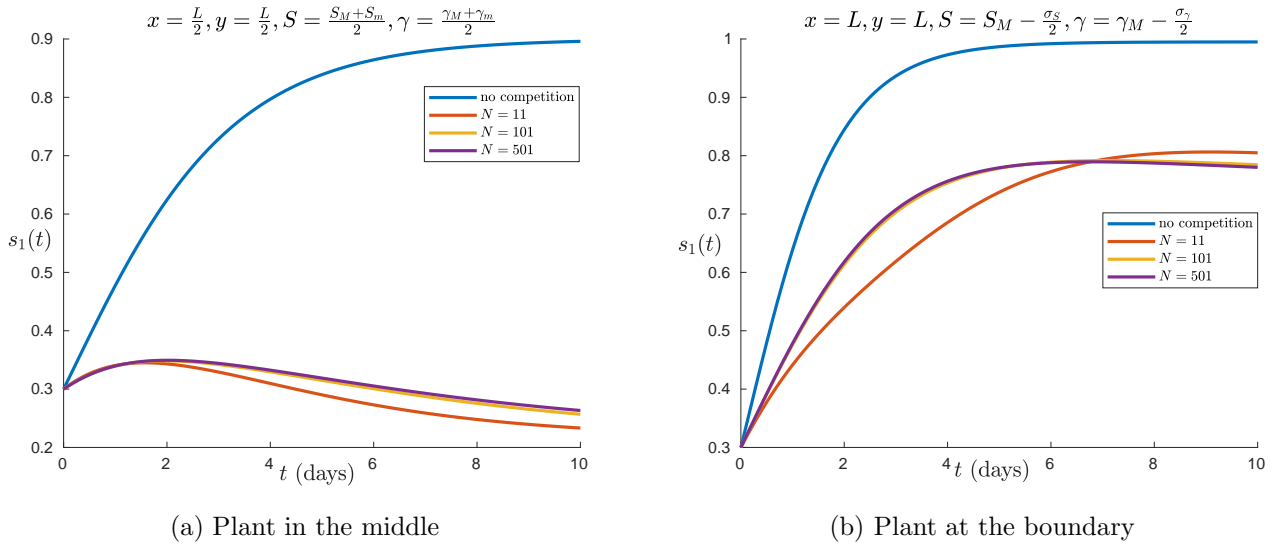 x = L/2, y = L/2, S = (S_M + S_m)/2, γ = (γ_M + γ_m)/2
0.9
0.8
0.7
0.6
0.5
0.4
0.3
0.2
s₁(t)
no competition
N = 11
N = 101
N = 501
0 2 4 6 8 10
t (days)
(a) Plant in the middle
x = L, y = L, S = S_M − σ_S/2, γ = γ_M − σ_γ/2
1
0.9
0.8
0.7
0.6
0.5
0.4
0.3
s₁(t)
no competition
N = 11
N = 101
N = 501
0 2 4 6 8 10
t (days)
(b) Plant at the boundary